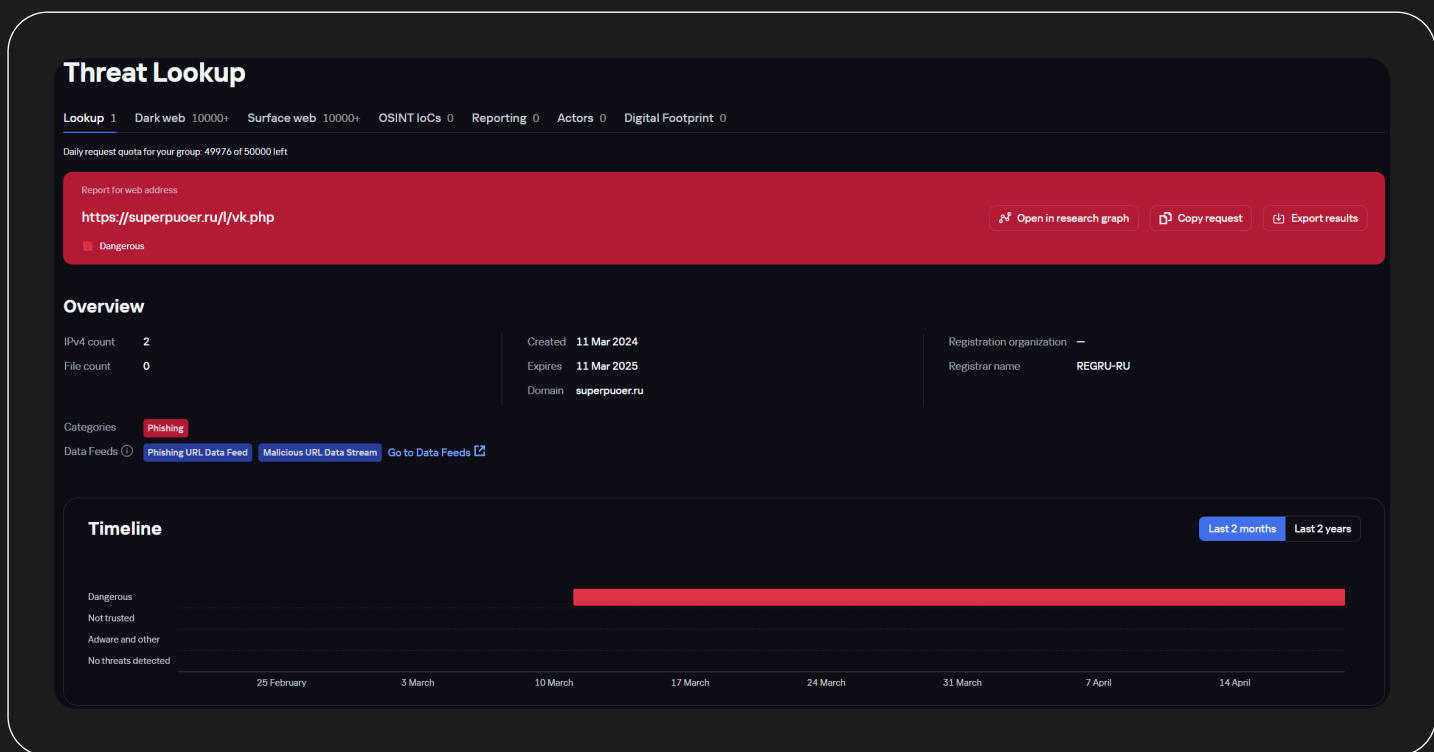 Threat Lookup
Lookup 1 Dark web 10000+ Surface web 10000+ OSINT IoCs 0 Reporting 0 Actors 0 Digital Footprint 0
Daily request quota for your group: 49976 of 50000 left
Report for web address
https://superpuoer.ru/l/vk.php
Open in research graph Copy request Export results
Dangerous
Overview
IPv4 count 2 Created 11 Mar 2024 Registration organization —
File count 0 Expires 11 Mar 2025 Registrar name REGRU-RU
Domain superpuoer.ru
Categories Phishing
Data Feeds Phishing URL Data Feed Malicious URL Data Stream Go to Data Feeds
Timeline Last 2 months Last 2 years
Dangerous
Not trusted
Adware and other
No threats detected
25 February 3 March 10 March 17 March 24 March 31 March 7 April 14 April